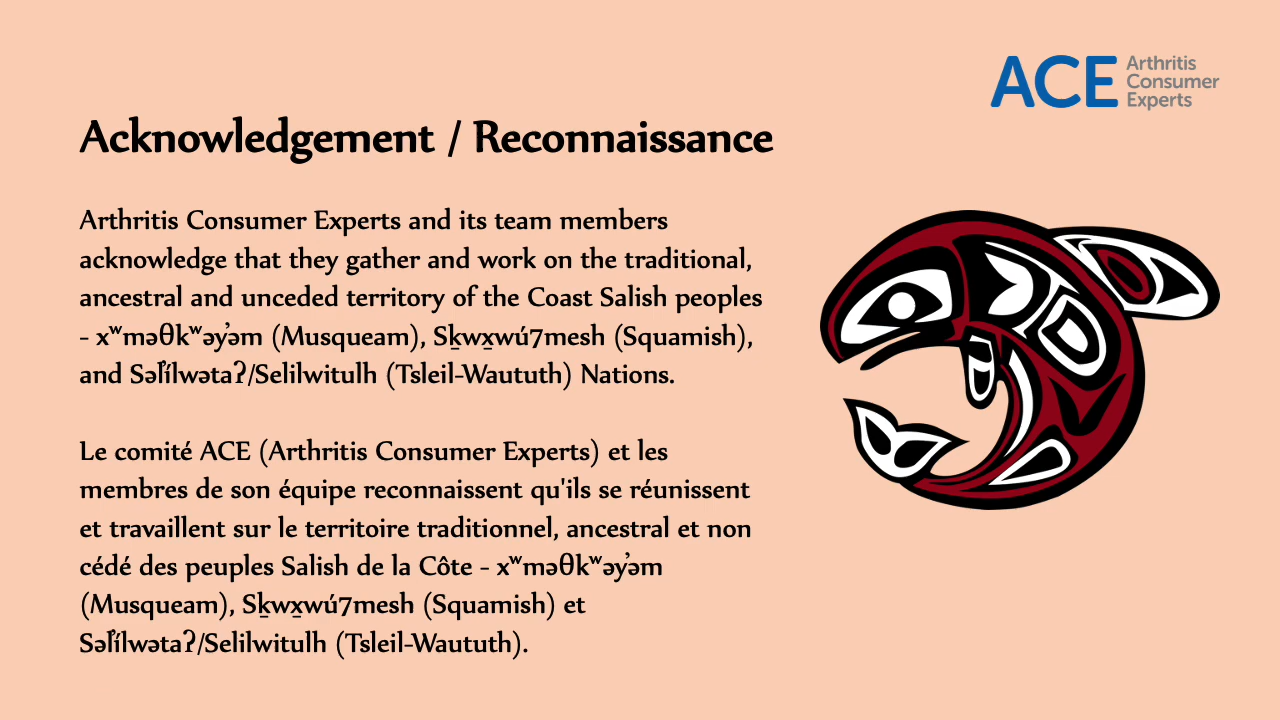 ACE Arthritis
Consumer
Experts
Acknowledgement / Reconnaissance
Arthritis Consumer Experts and its team members
acknowledge that they gather and work on the traditional,
ancestral and unceded territory of the Coast Salish peoples
- xʷməθkʷəy̓əm (Musqueam), Sḵwx̱wú7mesh (Squamish),
and Səl̓ílwətaʔ/Selilwitulh (Tsleil-Waututh) Nations.
Le comité ACE (Arthritis Consumer Experts) et les
membres de son équipe reconnaissent qu'ils se réunissent
et travaillent sur le territoire traditionnel, ancestral et non
cédé des peuples Salish de la Côte - xʷməθkʷəy̓əm
(Musqueam), Sḵwx̱wú7mesh (Squamish) et
Səl̓ílwətaʔ/Selilwitulh (Tsleil-Waututh).